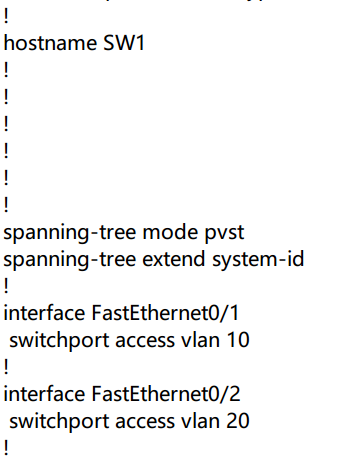 !
hostname SW1
!
!
!
!
!
!
spanning-tree mode pvst
spanning-tree extend system-id
!
interface FastEthernet0/1
 switchport access vlan 10
!
interface FastEthernet0/2
 switchport access vlan 20
!